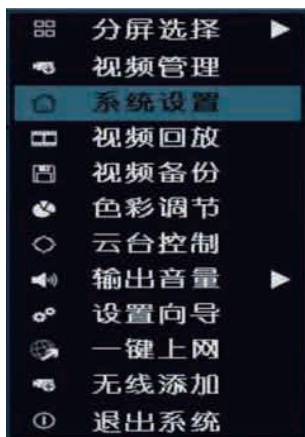 分屏选择
视频管理
系统设置
视频回放
视频备份
色彩调节
云台控制
输出音量
设置向导
一键上网
无线添加
退出系统